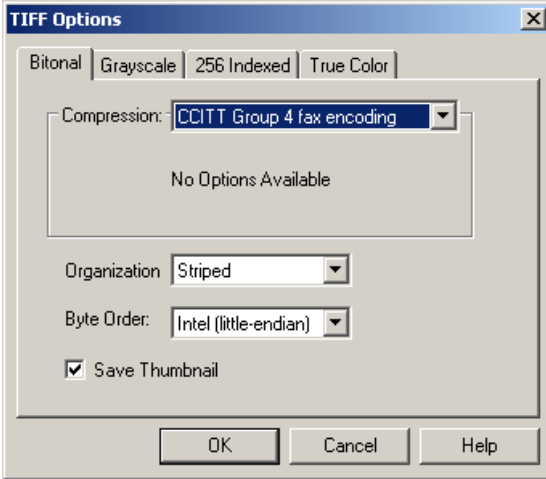 TIFF Options
Bitonal Grayscale 256 Indexed True Color
Compression: CCITT Group 4 fax encoding
No Options Available
Organization Striped
Byte Order: Intel (little-endian)
Save Thumbnail
OK Cancel Help